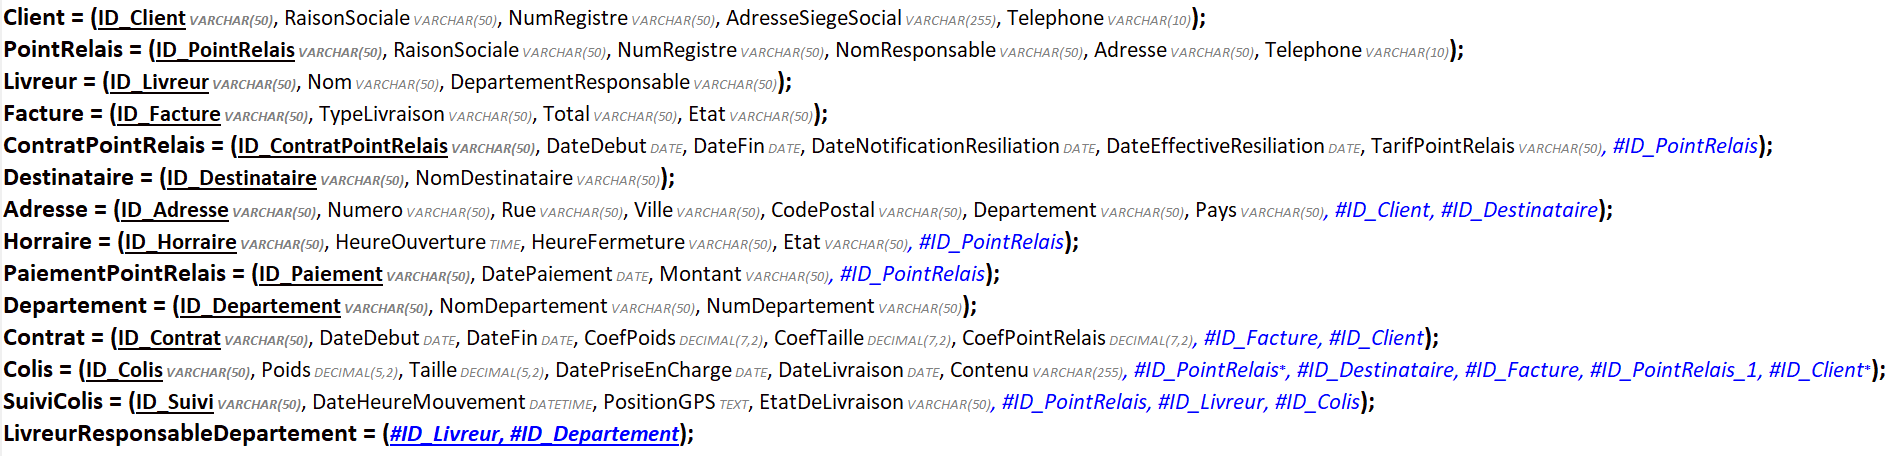 Client = (ID_Client VARCHAR(50), RaisonSociale VARCHAR(50), NumRegistre VARCHAR(50), AdresseSiegeSocial VARCHAR(255), Telephone VARCHAR(10));
PointRelais = (ID_PointRelais VARCHAR(50), RaisonSociale VARCHAR(50), NumRegistre VARCHAR(50), NomResponsable VARCHAR(50), Adresse VARCHAR(50), Telephone VARCHAR(10));
Livreur = (ID_Livreur VARCHAR(50), Nom VARCHAR(50), DepartementResponsable VARCHAR(50));
Facture = (ID_Facture VARCHAR(50), TypeLivraison VARCHAR(50), Total VARCHAR(50), Etat VARCHAR(50));
ContratPointRelais = (ID_ContratPointRelais VARCHAR(50), DateDebut DATE, DateFin DATE, DateNotificationResiliation DATE, DateEffectiveResiliation DATE, TarifPointRelais VARCHAR(50), #ID_PointRelais);
Destinataire = (ID_Destinataire VARCHAR(50), NomDestinataire VARCHAR(50));
Adresse = (ID_Adresse VARCHAR(50), Numero VARCHAR(50), Rue VARCHAR(50), Ville VARCHAR(50), CodePostal VARCHAR(50), Departement VARCHAR(50), Pays VARCHAR(50), #ID_Client, #ID_Destinataire);
Horraire = (ID_Horraire VARCHAR(50), HeureOuverture TIME, HeureFermeture VARCHAR(50), Etat VARCHAR(50), #ID_PointRelais);
PaiementPointRelais = (ID_Paiement VARCHAR(50), DatePaiement DATE, Montant VARCHAR(50), #ID_PointRelais);
Departement = (ID_Departement VARCHAR(50), NomDepartement VARCHAR(50), NumDepartement VARCHAR(50));
Contrat = (ID_Contrat VARCHAR(50), DateDebut DATE, DateFin DATE, CoefPoids DECIMAL(7,2), CoefTaille DECIMAL(7,2), CoefPointRelais DECIMAL(7,2), #ID_Facture, #ID_Client);
Colis = (ID_Colis VARCHAR(50), Poids DECIMAL(5,2), Taille DECIMAL(5,2), DatePriseEnCharge DATE, DateLivraison DATE, Contenu VARCHAR(255), #ID_PointRelais*, #ID_Destinataire, #ID_Facture, #ID_PointRelais_1, #ID_Client*);
SuiviColis = (ID_Suivi VARCHAR(50), DateHeureMouvement DATETIME, PositionGPS TEXT, EtatDeLivraison VARCHAR(50), #ID_PointRelais, #ID_Livreur, #ID_Colis);
LivreurResponsableDepartement = (#ID_Livreur, #ID_Departement);